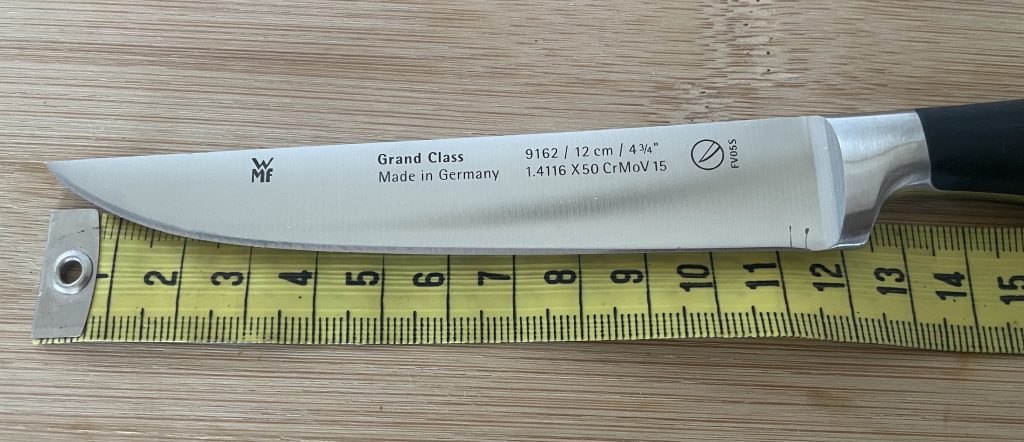 WMF
Grand Class
Made in Germany
9162 / 12 cm / 4 ¾"
1.4116 X50 CrMoV 15
FV05S
1 2 3 4 5 6 7 8 9 10 11 12 13 14 15